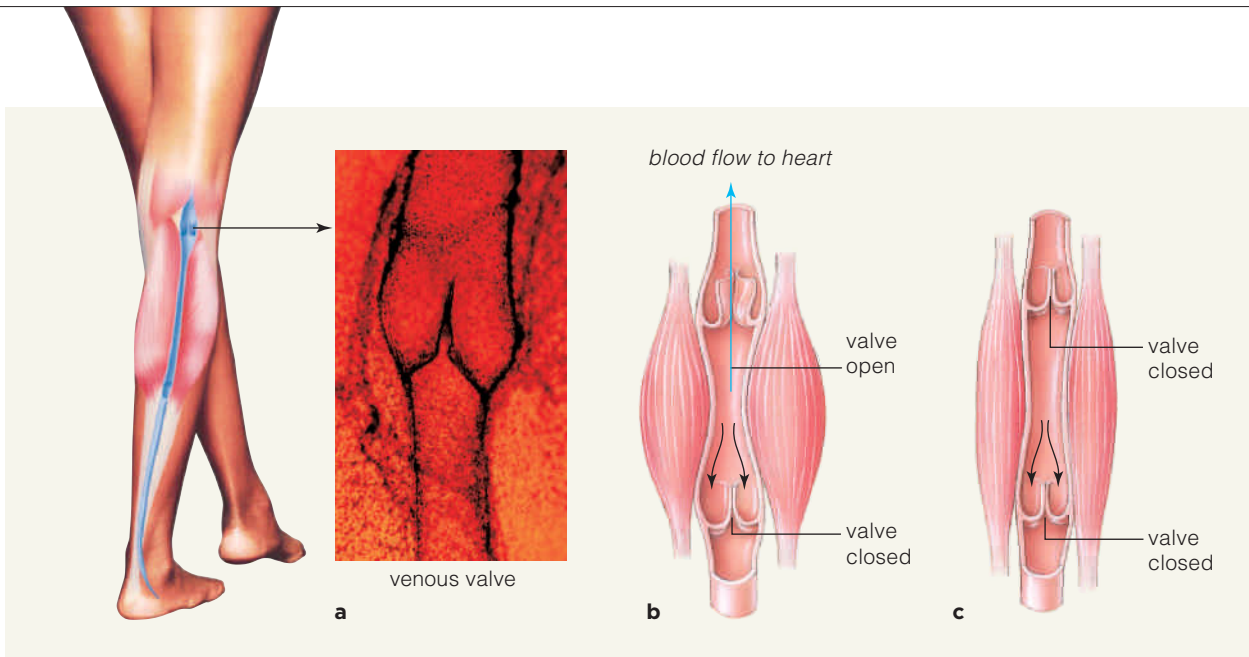 blood flow to heart
valve
open
valve
closed
valve
closed
valve
closed
venous valve
a
b
c